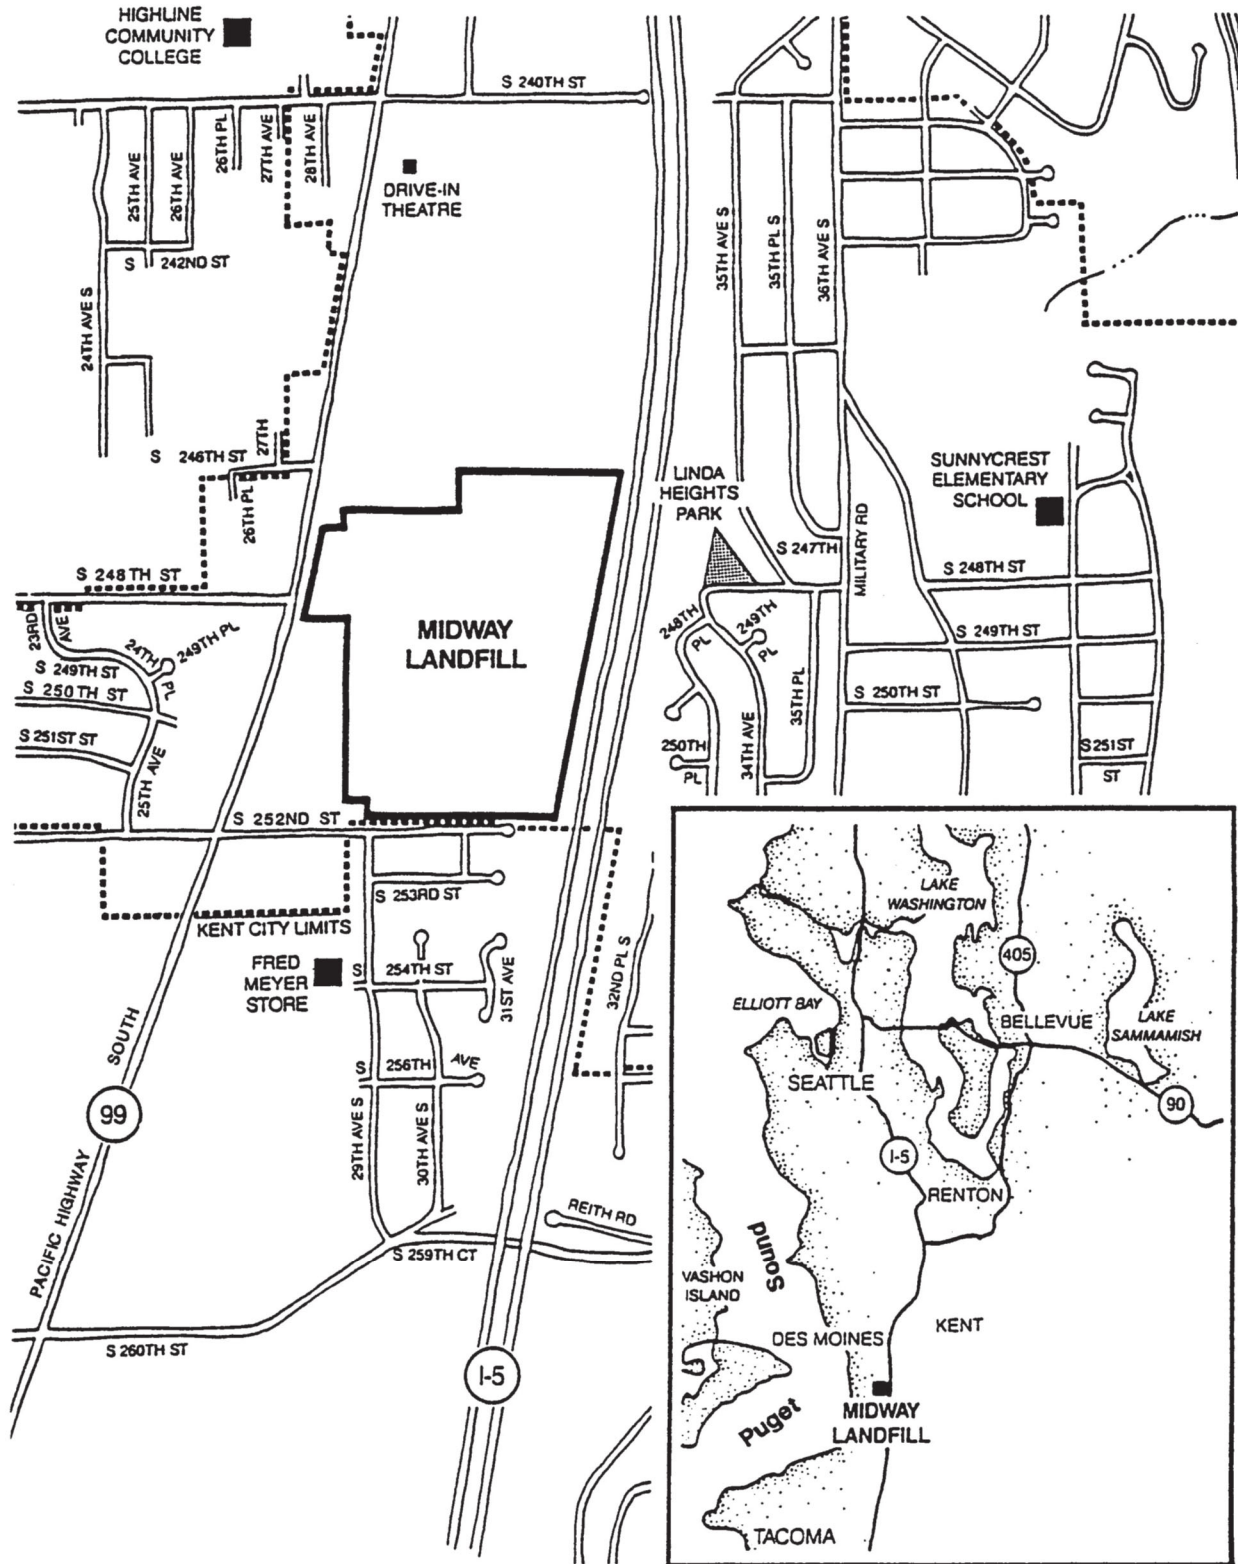 HIGHLINE
COMMUNITY
COLLEGE
S 240TH ST
26TH PL
27TH AVE
28TH AVE
25TH AVE
26TH AVE
DRIVE-IN
THEATRE
S 242ND ST
24TH AVE S
35TH AVE S
35TH PL S
36TH AVE S
S 246TH ST
27TH
26TH PL
LINDA
HEIGHTS
PARK
SUNNYCREST
ELEMENTARY
SCHOOL
MILITARY RD
S 247TH
S 248TH ST
S 248TH ST
23RD
AVE
24TH
PL
249TH PL
S 249TH ST
S 250TH ST
S 251ST ST
25TH AVE
MIDWAY
LANDFILL
248TH
PL
249TH
PL
S 249TH ST
35TH PL
S 250TH ST
250TH
PL
34TH AVE
S 251ST
ST
S 252ND ST
S 253RD ST
KENT CITY LIMITS
FRED
MEYER
STORE
S 254TH ST
31ST AVE
32ND PL S
S 256TH AVE
29TH AVE S
30TH AVE S
REITH RD
S 259TH CT
S 260TH ST
PACIFIC HIGHWAY SOUTH
99
I-5
LAKE
WASHINGTON
405
ELLIOTT BAY
BELLEVUE
LAKE
SAMMAMISH
SEATTLE
90
I-5
RENTON
Puget Sound
VASHON
ISLAND
DES MOINES
KENT
MIDWAY
LANDFILL
TACOMA